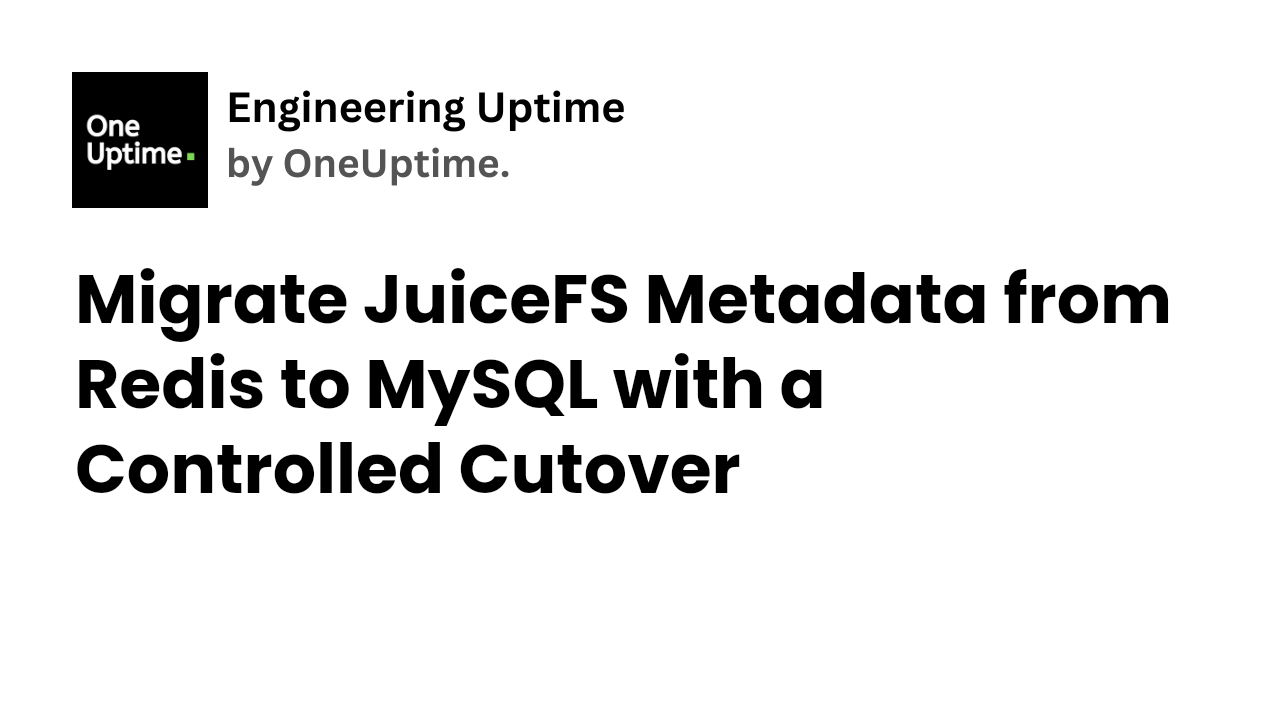 One
Uptime
Engineering Uptime
by OneUptime.
Migrate JuiceFS Metadata from
Redis to MySQL with a
Controlled Cutover